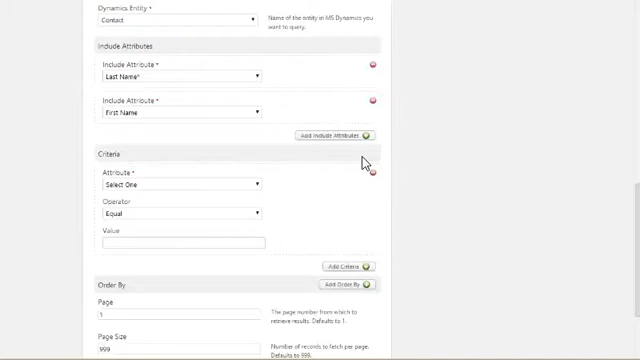 Dynamics Entity *
Contact
Name of the entity in MS Dynamics you
want to query.
Include Attributes
Include Attribute *
Last Name*
Include Attribute *
First Name
Add Include Attributes
Criteria
Attribute *
Select One
Operator
Equal
Value
Add Criteria
Order By
Add Order By
Page
1
The page number from which to
retrieve results. Defaults to 1.
Page Size
999
Number of records to fetch per page.
Defaults to 999.